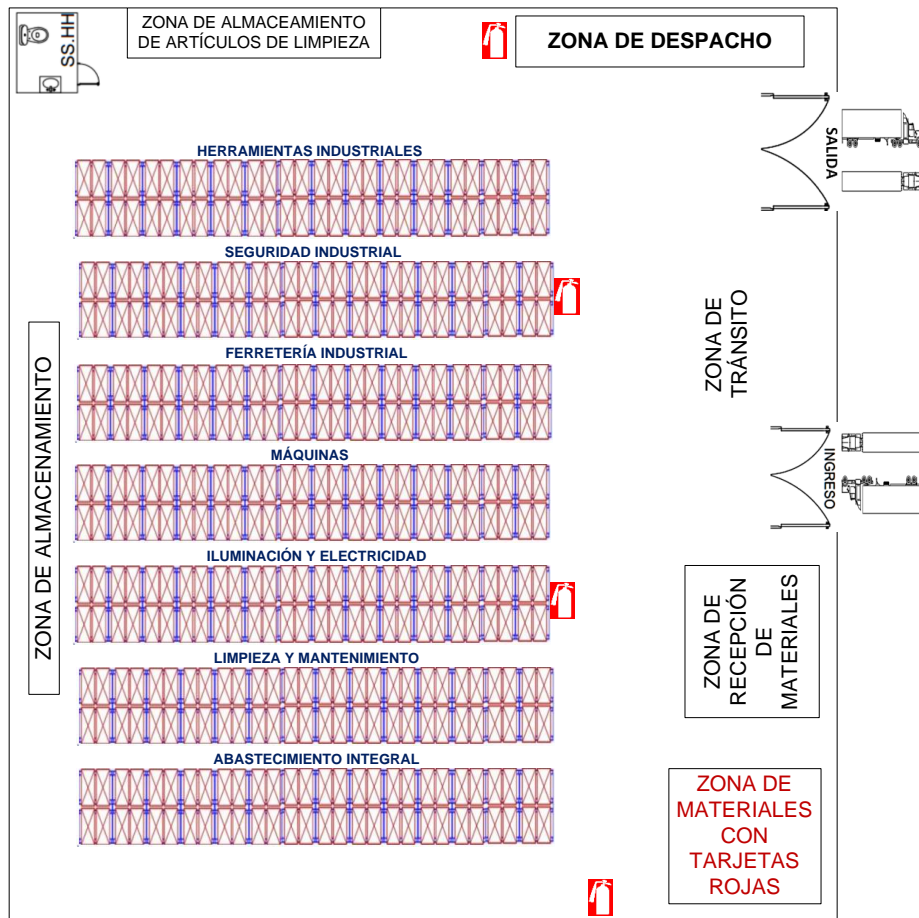 SS.HH
ZONA DE ALMACEAMIENTO
DE ARTÍCULOS DE LIMPIEZA
ZONA DE DESPACHO
SALIDA
HERRAMIENTAS INDUSTRIALES
SEGURIDAD INDUSTRIAL
ZONA DE
TRÁNSITO
ZONA DE ALMACENAMIENTO
FERRETERÍA INDUSTRIAL
MÁQUINAS
INGRESO
ILUMINACIÓN Y ELECTRICIDAD
ZONA DE
RECEPCIÓN
DE
MATERIALES
LIMPIEZA Y MANTENIMIENTO
ABASTECIMIENTO INTEGRAL
ZONA DE
MATERIALES
CON
TARJETAS
ROJAS